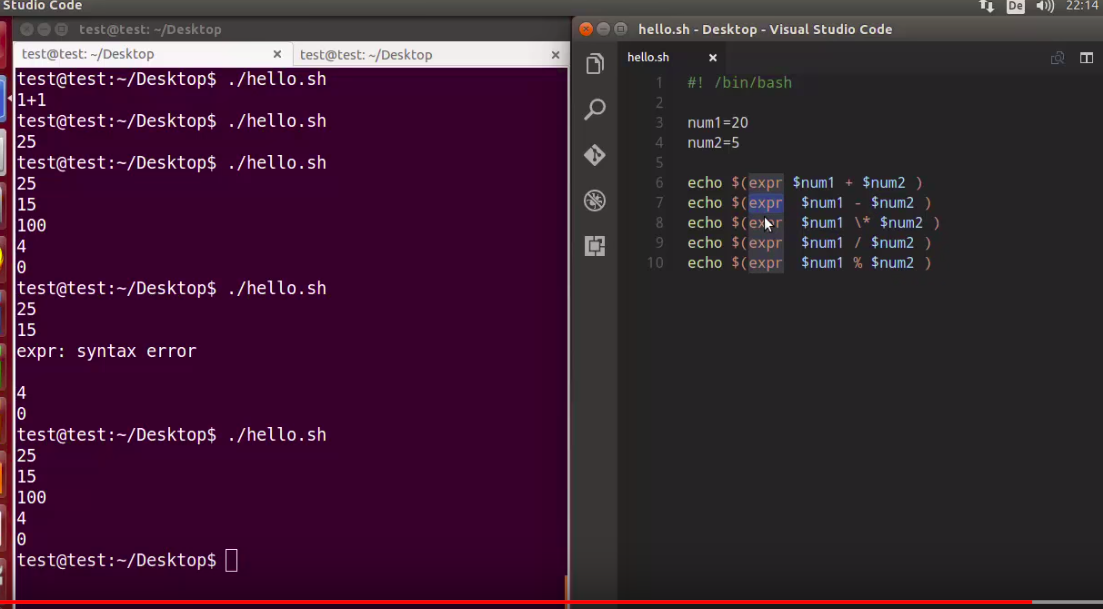 Studio Code
De
22:14
test@test: ~/Desktop
test@test: ~/Desktop
test@test: ~/Desktop
test@test:~/Desktop$ ./hello.sh
1+1
test@test:~/Desktop$ ./hello.sh
25
test@test:~/Desktop$ ./hello.sh
25
15
100
4
0
test@test:~/Desktop$ ./hello.sh
25
15
expr: syntax error
4
0
test@test:~/Desktop$ ./hello.sh
25
15
100
4
0
test@test:~/Desktop$
hello.sh - Desktop - Visual Studio Code
hello.sh
1 #! /bin/bash
2
3 num1=20
4 num2=5
5
6 echo $(expr $num1 + $num2 )
7 echo $(expr  $num1 - $num2 )
8 echo $(expr  $num1 \* $num2 )
9 echo $(expr  $num1 / $num2 )
10 echo $(expr  $num1 % $num2 )